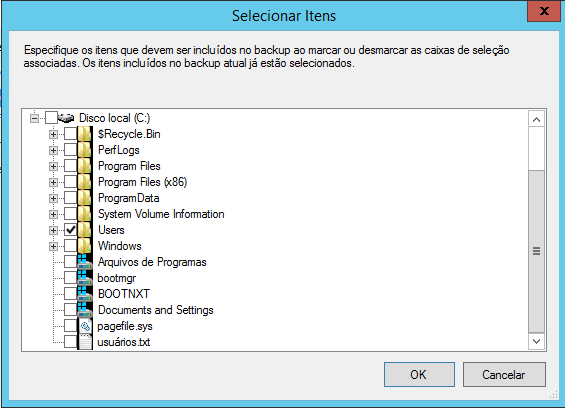 Selecionar Itens
Especifique os itens que devem ser incluídos no backup ao marcar ou desmarcar as caixas de seleção
associadas. Os itens incluídos no backup atual já estão selecionados.
Disco local (C:)
$Recycle.Bin
PerfLogs
Program Files
Program Files (x86)
ProgramData
System Volume Information
Users
Windows
Arquivos de Programas
bootmgr
BOOTNXT
Documents and Settings
pagefile.sys
usuários.txt
OK
Cancelar